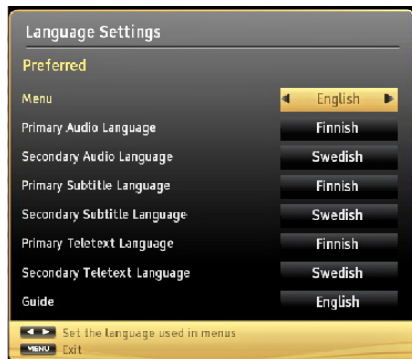 Language Settings
Preferred
Menu English
Primary Audio Language Finnish
Secondary Audio Language Swedish
Primary Subtitle Language Finnish
Secondary Subtitle Language Swedish
Primary Teletext Language Finnish
Secondary Teletext Language Swedish
Guide English
Set the language used in menus
MENU Exit